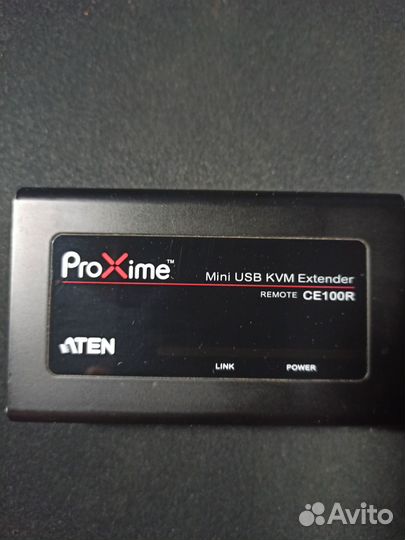 ProXime™
Mini USB KVM Extender
REMOTE CE100R
ATEN
LINK POWER
Avito